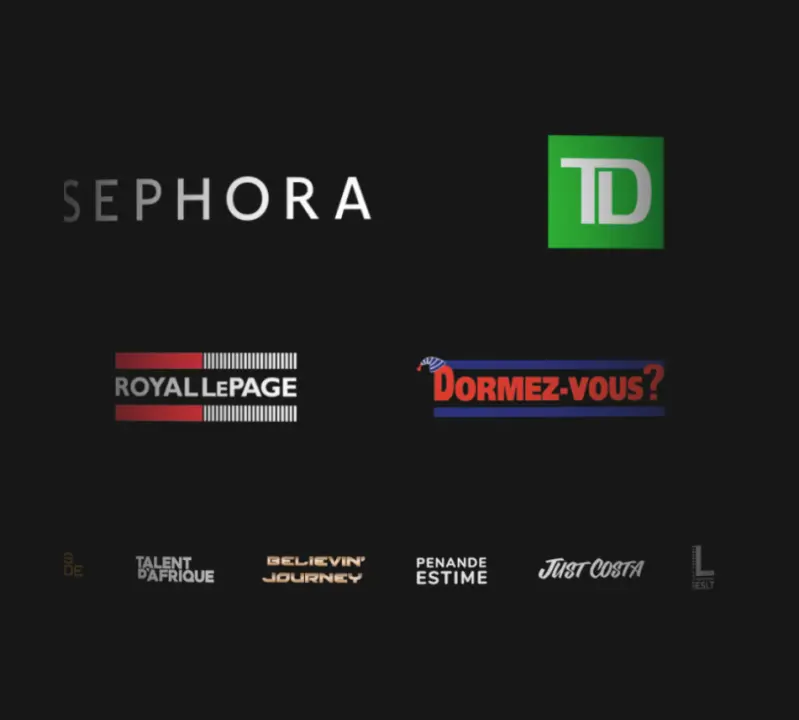 SEPHORA
TD
ROYAL LEPAGE
DORMEZ-VOUS?
TALENT
D'AFRIQUE
BELIEVIN'
JOURNEY
PENANDE
ESTIME
JUST COSTA
L